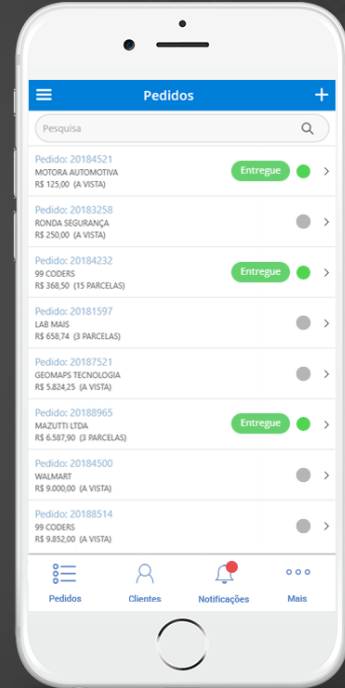 Pedidos
Pesquisa
Pedido: 20184521
MOTORA AUTOMOTIVA
R$ 125,00 (A VISTA)
Entregue
Pedido: 20183258
RONDA SEGURANÇA
R$ 250,00 (A VISTA)
Pedido: 20184232
99 CODERS
R$ 368,50 (15 PARCELAS)
Entregue
Pedido: 20181597
LAB MAIS
R$ 658,74 (3 PARCELAS)
Pedido: 20187521
GEOMAPS TECNOLOGIA
R$ 5.824,25 (A VISTA)
Pedido: 20188965
MAZUTTI LTDA
R$ 6.587,90 (3 PARCELAS)
Entregue
Pedido: 20184500
WALMART
R$ 9.000,00 (A VISTA)
Pedido: 20188514
99 CODERS
R$ 9.852,00 (A VISTA)
Pedidos
Clientes
Notificações
Mais